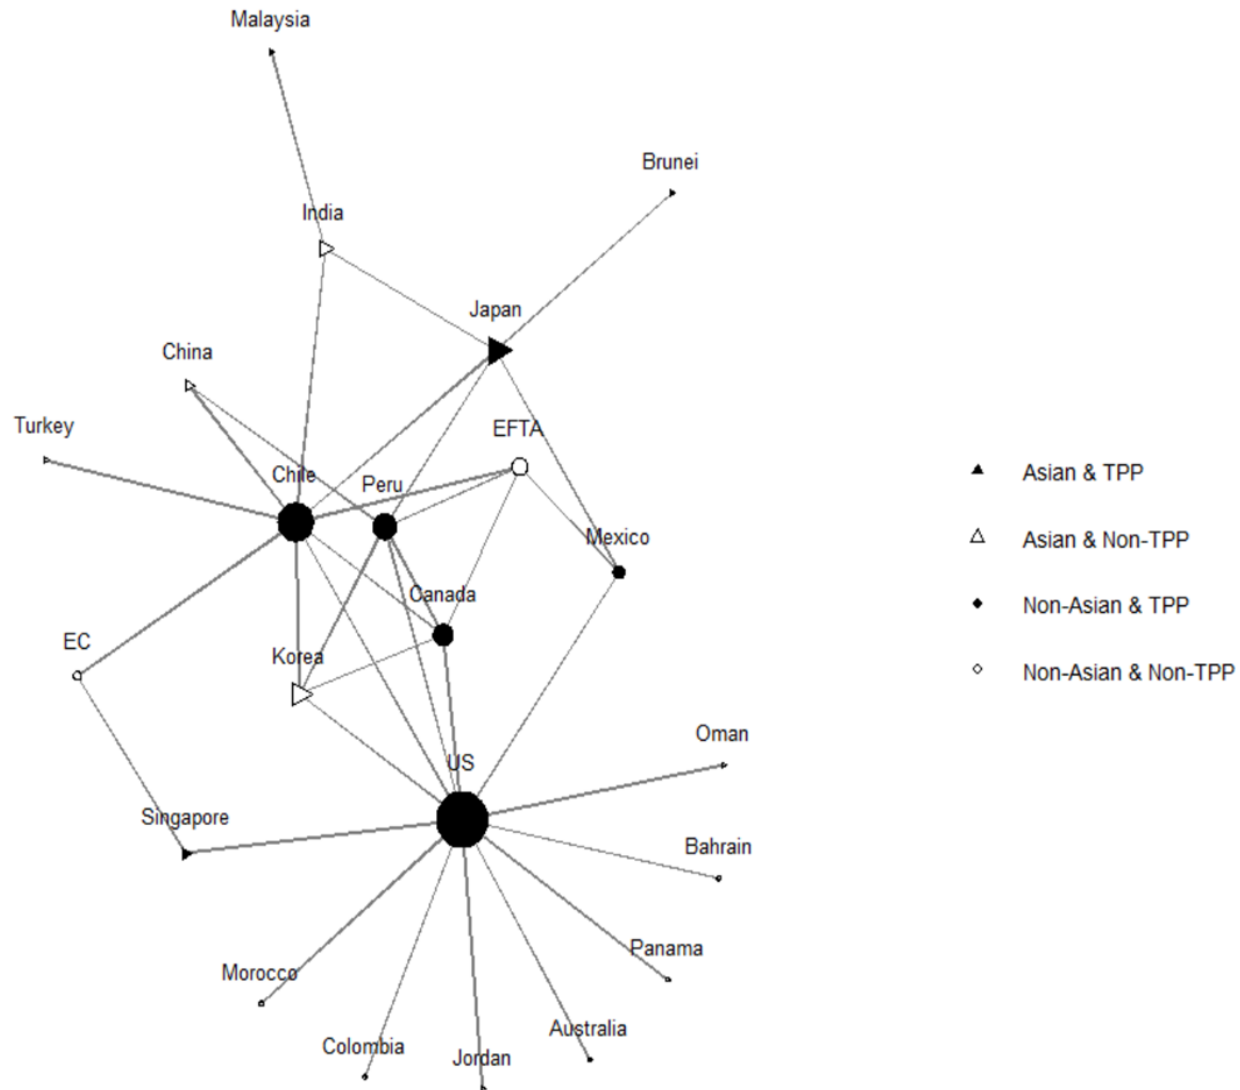 Malaysia
Brunei
India
Japan
China
Turkey
EFTA
Chile
Peru
Mexico
Asian & TPP
Asian & Non-TPP
Non-Asian & TPP
Non-Asian & Non-TPP
Canada
EC
Korea
Oman
US
Singapore
Bahrain
Panama
Morocco
Australia
Colombia
Jordan